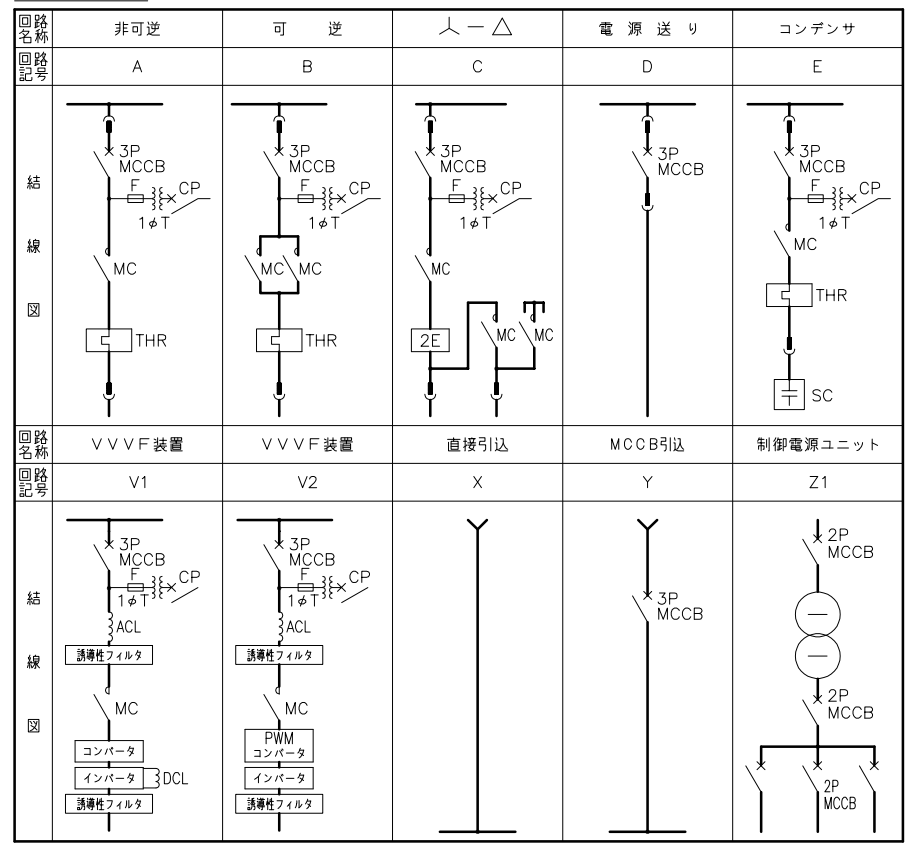 回路名称 非可逆 可逆 人ー△ 電源送り コンデンサ
回路記号 A B C D E
結線図
3P
MCCB
F
CP
1φT
MC
THR
3P
MCCB
F
CP
1φT
MC MC
THR
3P
MCCB
F
CP
1φT
MC
2E
MC MC
3P
MCCB
3P
MCCB
F
CP
1φT
MC
THR
SC
回路名称 VVVF装置 VVVF装置 直接引込 MCCB引込 制御電源ユニット
回路記号 V1 V2 X Y Z1
結線図
3P
MCCB
F
CP
1φT
ACL
誘導性フィルタ
MC
コンバータ
インバータ DCL
誘導性フィルタ
3P
MCCB
F
CP
1φT
ACL
誘導性フィルタ
MC
PWM
コンバータ
インバータ
誘導性フィルタ
3P
MCCB
2P
MCCB
2P
MCCB
2P
MCCB